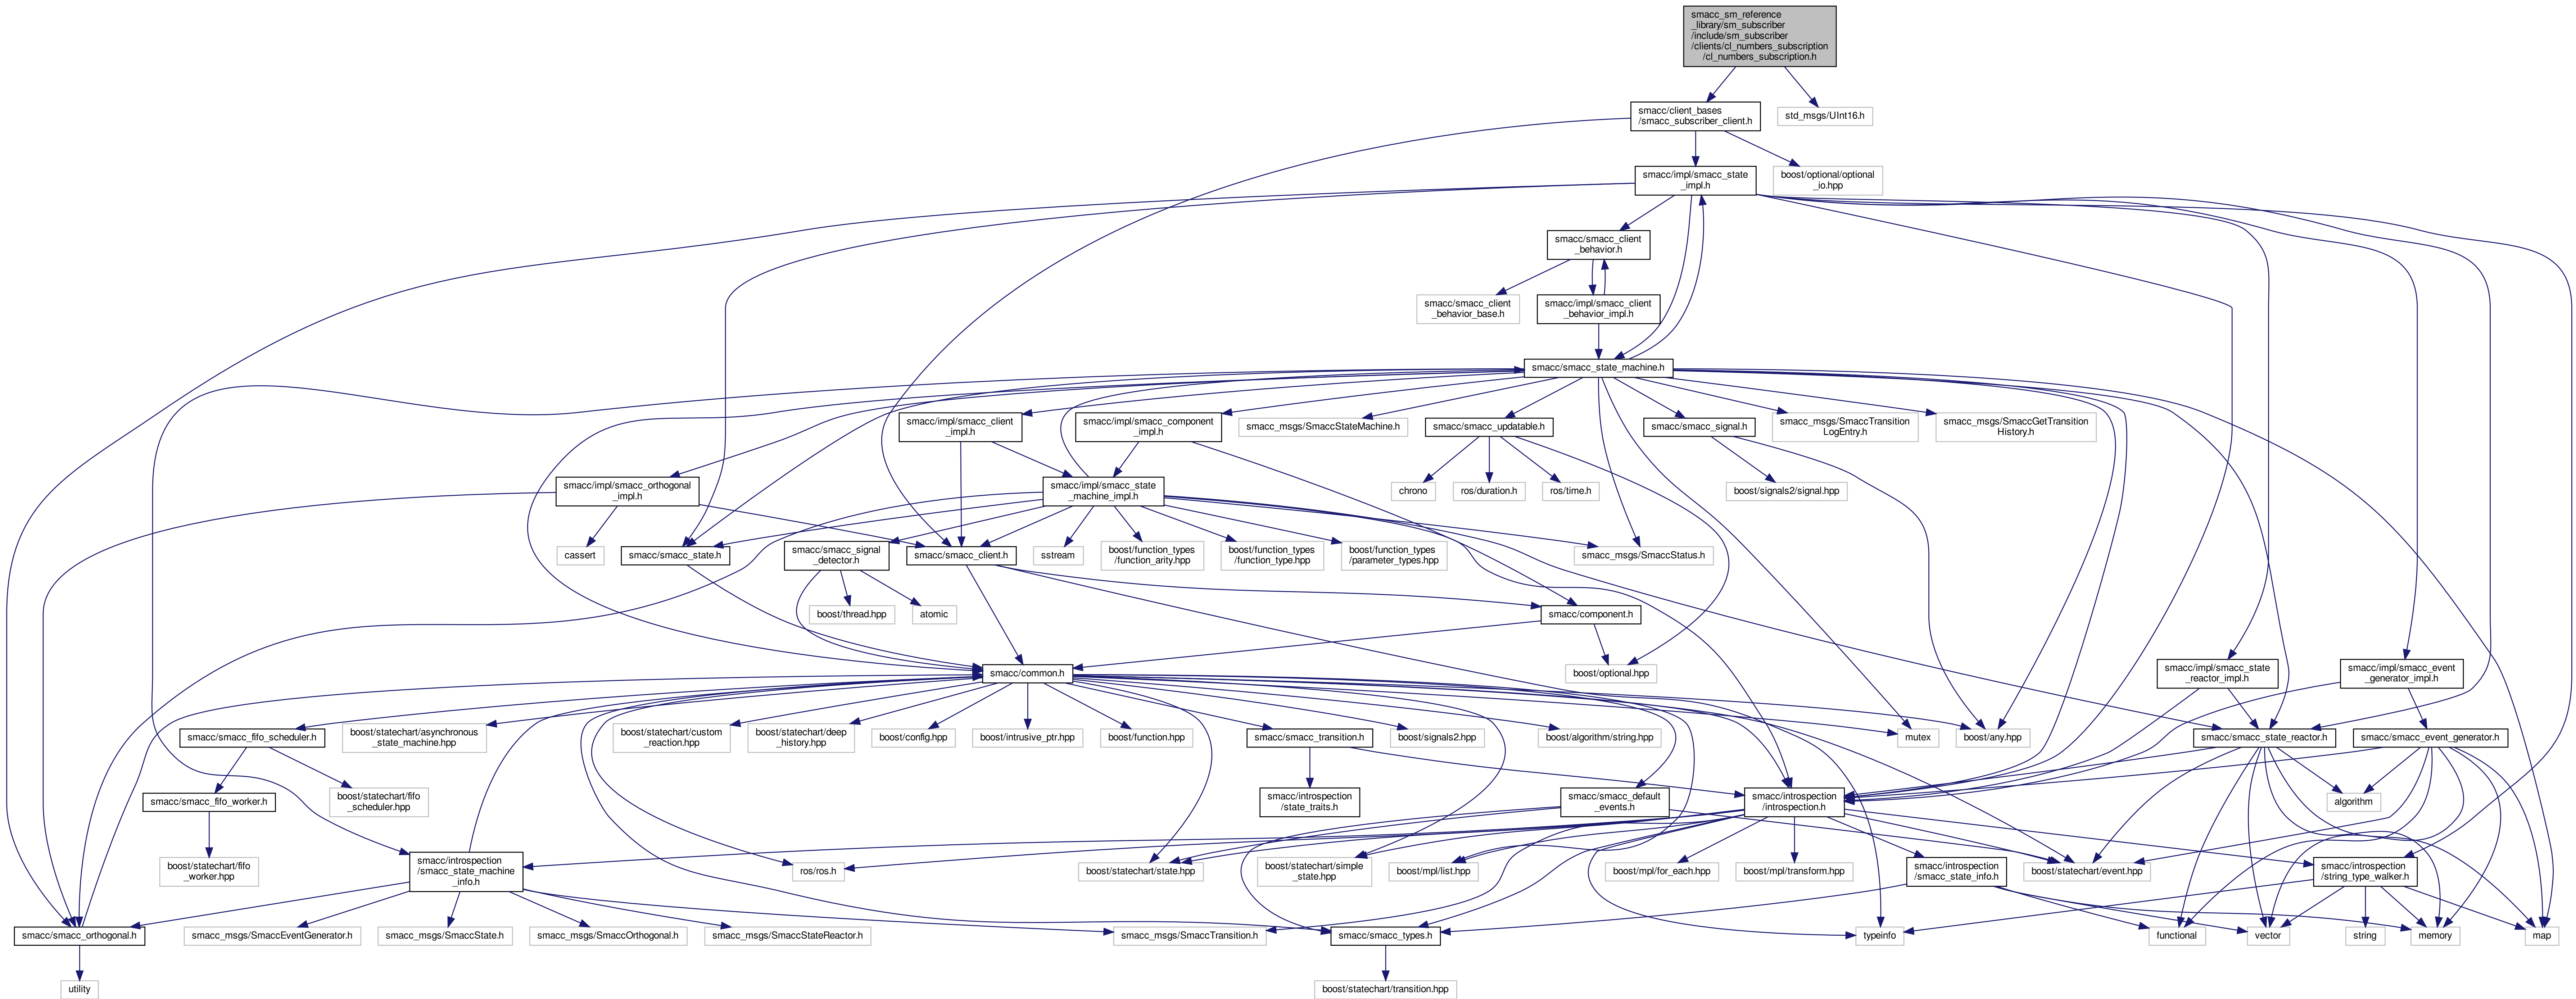 smacc_sm_reference
_library/sm_subscriber
/include/sm_subscriber
/clients/cl_numbers_subscription
/cl_numbers_subscription.h
smacc/client_bases
/smacc_subscriber_client.h
std_msgs/UInt16.h
smacc/impl/smacc_state
_impl.h
boost/optional/optional
_io.hpp
smacc/smacc_client
_behavior.h
smacc/smacc_client
_behavior_base.h
smacc/impl/smacc_client
_behavior_impl.h
smacc/smacc_state_machine.h
smacc/impl/smacc_client
_impl.h
smacc/impl/smacc_component
_impl.h
smacc_msgs/SmaccStateMachine.h
smacc/smacc_updatable.h
smacc/smacc_signal.h
smacc_msgs/SmaccTransition
LogEntry.h
smacc_msgs/SmaccGetTransition
History.h
smacc/impl/smacc_orthogonal
_impl.h
smacc/impl/smacc_state
_machine_impl.h
chrono
ros/duration.h
ros/time.h
boost/signals2/signal.hpp
cassert
smacc/smacc_state.h
smacc/smacc_signal
_detector.h
smacc/smacc_client.h
sstream
boost/function_types
/function_arity.hpp
boost/function_types
/function_type.hpp
boost/function_types
/parameter_types.hpp
smacc_msgs/SmaccStatus.h
boost/thread.hpp
atomic
smacc/component.h
smacc/common.h
boost/optional.hpp
smacc/impl/smacc_state
_reactor_impl.h
smacc/impl/smacc_event
_generator_impl.h
smacc/smacc_fifo_scheduler.h
boost/statechart/asynchronous
_state_machine.hpp
boost/statechart/custom
_reaction.hpp
boost/statechart/deep
_history.hpp
boost/config.hpp
boost/intrusive_ptr.hpp
boost/function.hpp
smacc/smacc_transition.h
boost/signals2.hpp
boost/algorithm/string.hpp
mutex
boost/any.hpp
smacc/smacc_state_reactor.h
smacc/smacc_event_generator.h
smacc/smacc_fifo_worker.h
boost/statechart/fifo
_scheduler.hpp
smacc/introspection
/state_traits.h
smacc/smacc_default
_events.h
smacc/introspection
/introspection.h
algorithm
boost/statechart/fifo
_worker.hpp
smacc/introspection
/smacc_state_machine
_info.h
ros/ros.h
boost/statechart/state.hpp
boost/statechart/simple
_state.hpp
boost/mpl/list.hpp
boost/mpl/for_each.hpp
boost/mpl/transform.hpp
smacc/introspection
/smacc_state_info.h
boost/statechart/event.hpp
smacc/introspection
/string_type_walker.h
smacc/smacc_orthogonal.h
smacc_msgs/SmaccEventGenerator.h
smacc_msgs/SmaccState.h
smacc_msgs/SmaccOrthogonal.h
smacc_msgs/SmaccStateReactor.h
smacc_msgs/SmaccTransition.h
smacc/smacc_types.h
typeinfo
functional
vector
string
memory
map
utility
boost/statechart/transition.hpp